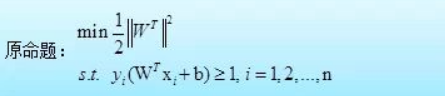 min 1/2 ||W^T||^2
原命题:
s.t. y_i(W^T x_i + b) ≥ 1, i = 1,2,...,n